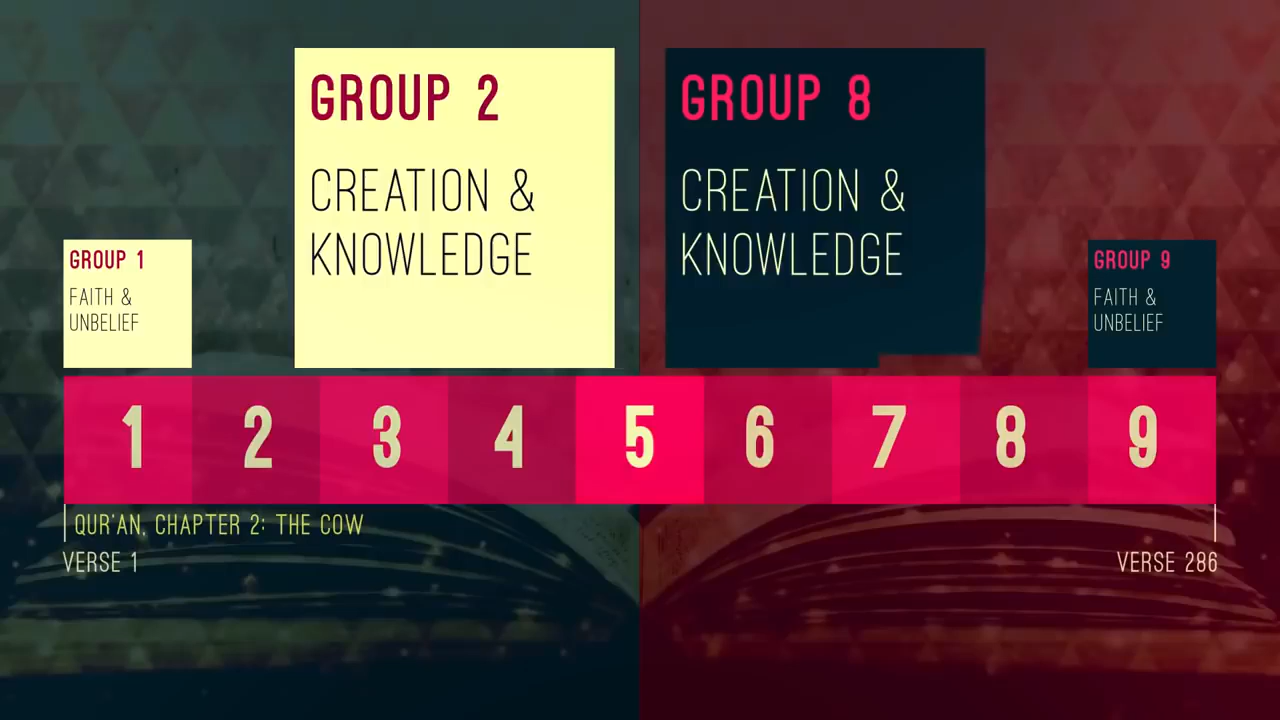 GROUP 2
CREATION &
KNOWLEDGE
GROUP 8
CREATION &
KNOWLEDGE
GROUP 1
FAITH &
UNBELIEF
GROUP 9
FAITH &
UNBELIEF
1 2 3 4 5 6 7 8 9
QUR'AN, CHAPTER 2: THE COW
VERSE 1
VERSE 286